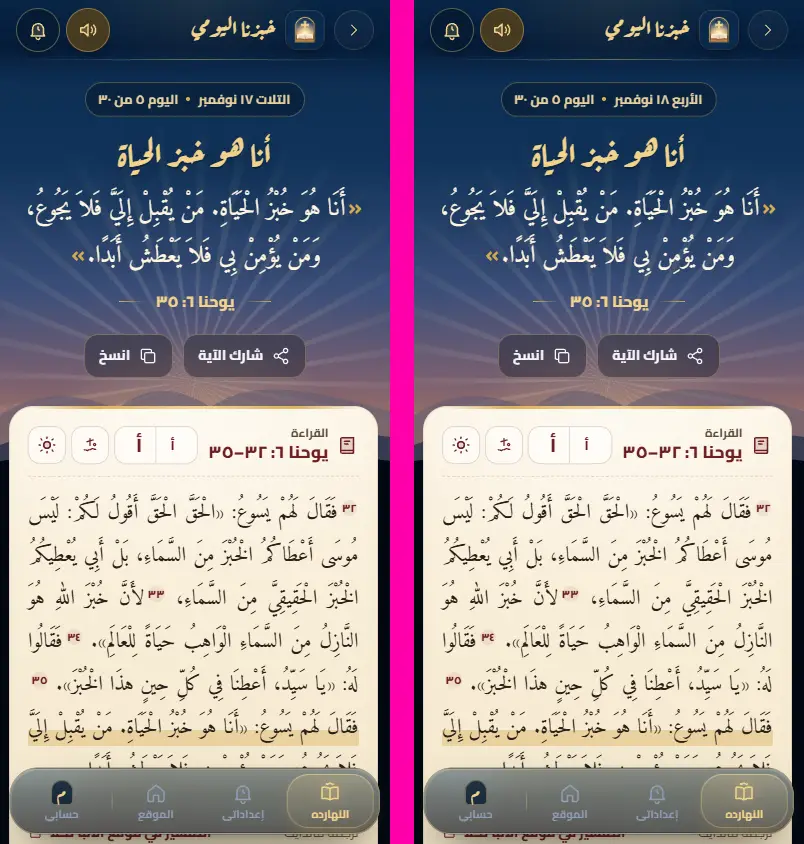 خبزنا اليومي
التلات ١٧ نوفمبر • اليوم ٥ من ٣٠
أنا هو خبز الحياة
«أَنَا هُوَ خُبْزُ الْحَيَاةِ. مَنْ يُقْبِلْ إِلَيَّ فَلاَ يَجُوعُ،
وَمَنْ يُؤْمِنْ بِي فَلاَ يَعْطَشُ أَبَدًا.»
يوحنا ٦: ٣٥
شارك الآية
انسخ
القراءة
يوحنا ٦: ٣٢–٣٥
أ
أ
٣٢ فَقَالَ لَهُمْ يَسُوعُ: «الْحَقَّ الْحَقَّ أَقُولُ لَكُمْ: لَيْسَ
مُوسَى أَعْطَاكُمُ الْخُبْزَ مِنَ السَّمَاءِ، بَلْ أَبِي يُعْطِيكُمُ
الْخُبْزَ الْحَقِيقِيَّ مِنَ السَّمَاءِ، ٣٣ لأَنَّ خُبْزَ اللهِ هُوَ
النَّازِلُ مِنَ السَّمَاءِ الْوَاهِبُ حَيَاةً لِلْعَالَمِ». ٣٤ فَقَالُوا
لَهُ: «يَا سَيِّدُ، أَعْطِنَا فِي كُلِّ حِينٍ هذَا الْخُبْزَ». ٣٥
فَقَالَ لَهُمْ يَسُوعُ: «أَنَا هُوَ خُبْزُ الْحَيَاةِ. مَنْ يُقْبِلْ إِلَيَّ
النهارده
إعداداتى
الموقع
م
حسابى
خبزنا اليومي
الأربع ١٨ نوفمبر • اليوم ٥ من ٣٠
أنا هو خبز الحياة
«أَنَا هُوَ خُبْزُ الْحَيَاةِ. مَنْ يُقْبِلْ إِلَيَّ فَلاَ يَجُوعُ،
وَمَنْ يُؤْمِنْ بِي فَلاَ يَعْطَشُ أَبَدًا.»
يوحنا ٦: ٣٥
شارك الآية
انسخ
القراءة
يوحنا ٦: ٣٢–٣٥
أ
أ
٣٢ فَقَالَ لَهُمْ يَسُوعُ: «الْحَقَّ الْحَقَّ أَقُولُ لَكُمْ: لَيْسَ
مُوسَى أَعْطَاكُمُ الْخُبْزَ مِنَ السَّمَاءِ، بَلْ أَبِي يُعْطِيكُمُ
الْخُبْزَ الْحَقِيقِيَّ مِنَ السَّمَاءِ، ٣٣ لأَنَّ خُبْزَ اللهِ هُوَ
النَّازِلُ مِنَ السَّمَاءِ الْوَاهِبُ حَيَاةً لِلْعَالَمِ». ٣٤ فَقَالُوا
لَهُ: «يَا سَيِّدُ، أَعْطِنَا فِي كُلِّ حِينٍ هذَا الْخُبْزَ». ٣٥
فَقَالَ لَهُمْ يَسُوعُ: «أَنَا هُوَ خُبْزُ الْحَيَاةِ. مَنْ يُقْبِلْ إِلَيَّ
النهارده
إعداداتى
الموقع
م
حسابى